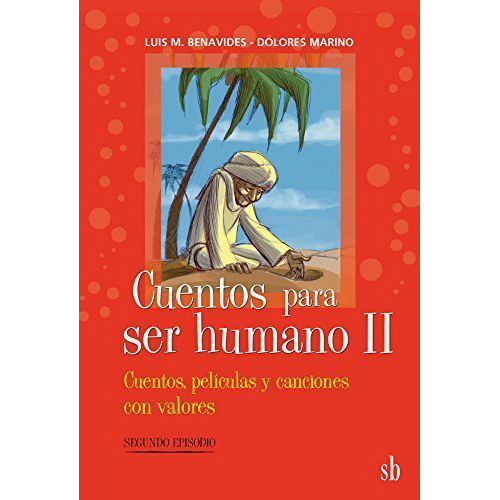 LUIS M. BENAVIDES - DOLORES MARINO
Cuentos para
ser humano II
Cuentos, películas y canciones
con valores
SEGUNDO EPISODIO
sb